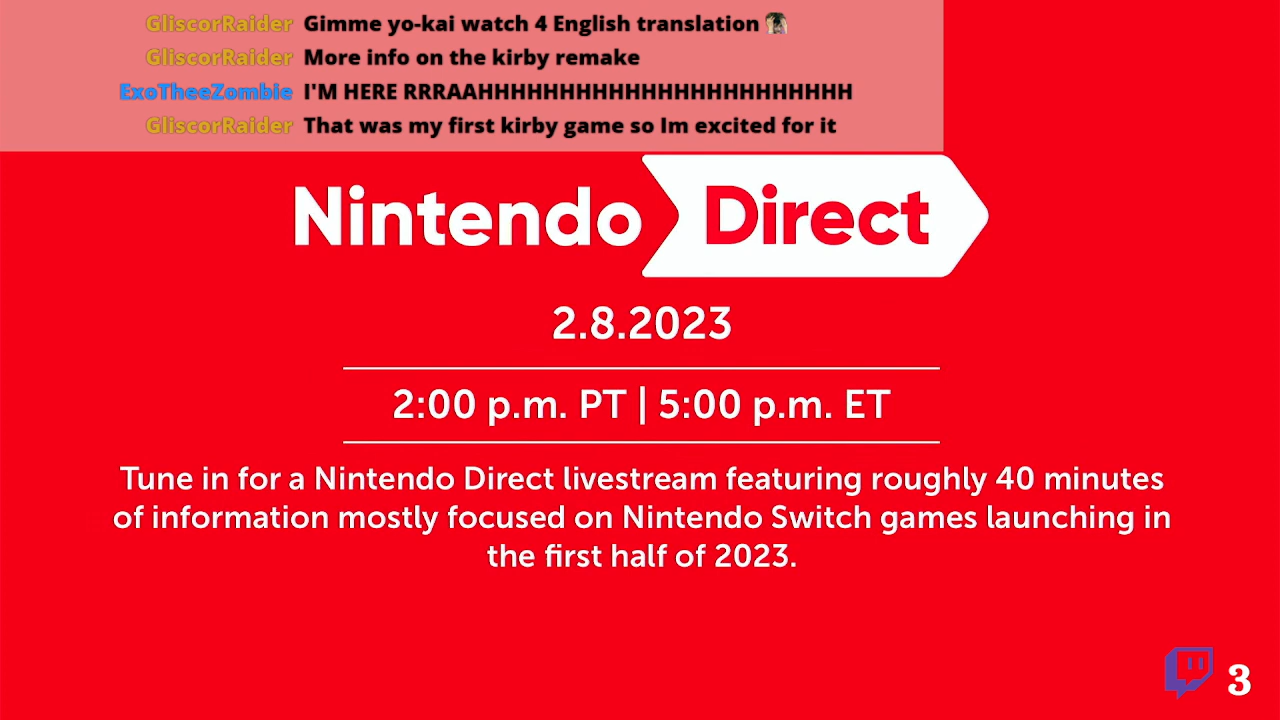 GliscorRaider Gimme yo-kai watch 4 English translation
GliscorRaider More info on the kirby remake
ExoTheeZombie I'M HERE RRRAAHHHHHHHHHHHHHHHHHHHHHHH
GliscorRaider That was my first kirby game so Im excited for it
Nintendo Direct
2.8.2023
2:00 p.m. PT | 5:00 p.m. ET
Tune in for a Nintendo Direct livestream featuring roughly 40 minutes
of information mostly focused on Nintendo Switch games launching in
the first half of 2023.
3